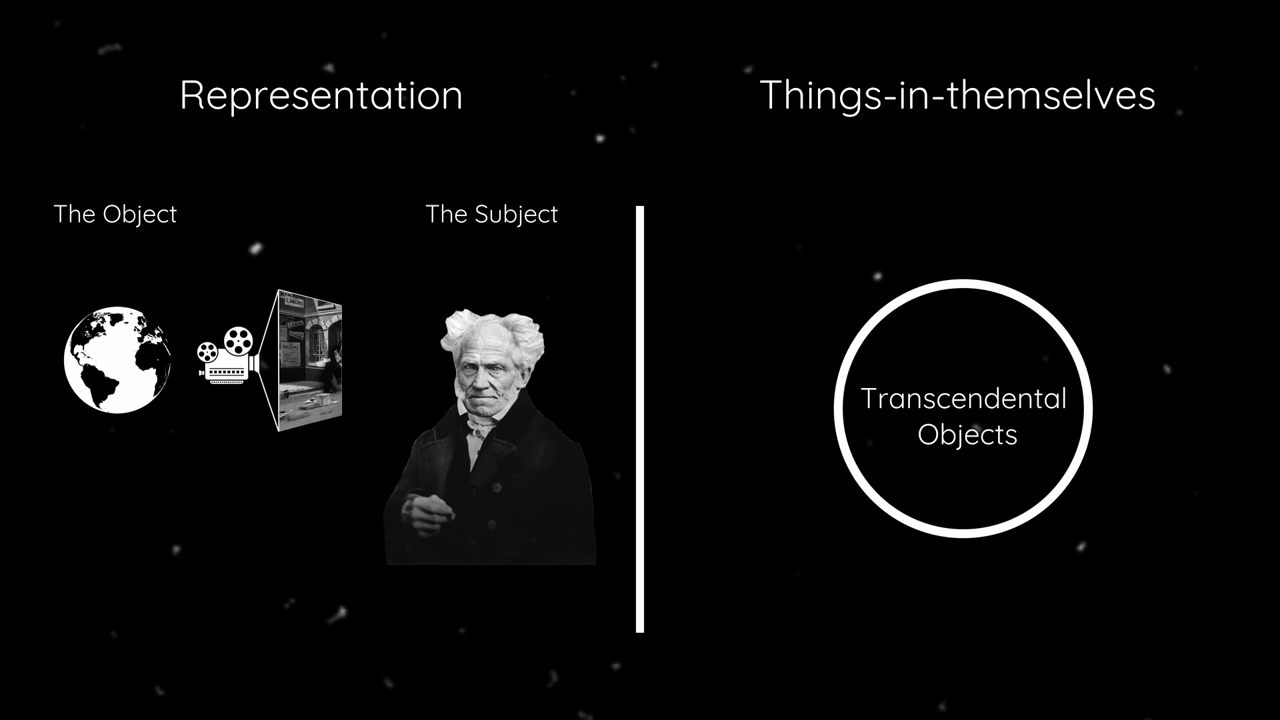 Representation
Things-in-themselves
The Object
The Subject
Transcendental
Objects